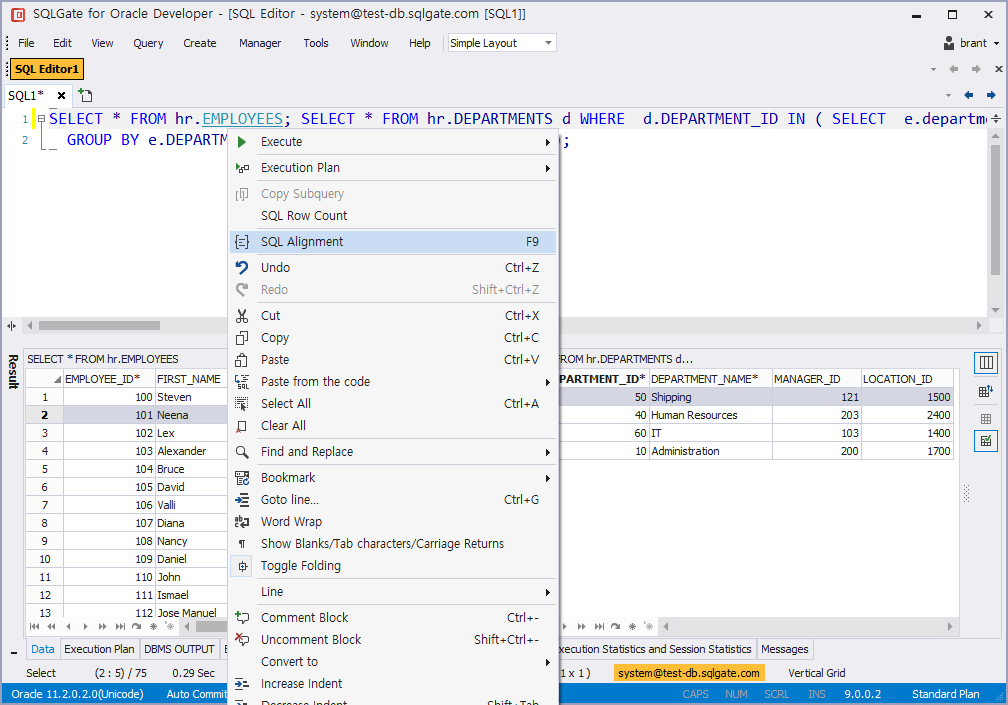 SQLGate for Oracle Developer - [SQL Editor - system@test-db.sqlgate.com [SQL1]]
File Edit View Query Create Manager Tools Window Help Simple Layout brant
SQL Editor1
SQL1*
1 SELECT * FROM hr.EMPLOYEES; SELECT * FROM hr.DEPARTMENTS d WHERE d.DEPARTMENT_ID IN ( SELECT e.departme
2 GROUP BY e.DEPARTM ;
Execute
Execution Plan
Copy Subquery
SQL Row Count
SQL Alignment F9
Undo Ctrl+Z
Redo Shift+Ctrl+Z
Cut Ctrl+X
Copy Ctrl+C
Paste Ctrl+V
Paste from the code
Select All Ctrl+A
Clear All
Find and Replace
Bookmark
Goto line... Ctrl+G
Word Wrap
Show Blanks/Tab characters/Carriage Returns
Toggle Folding
Line
Comment Block Ctrl+-
Uncomment Block Shift+Ctrl+-
Convert to
Increase Indent
Decrease Indent Shift+Tab
Result
SELECT * FROM hr.EMPLOYEES
EMPLOYEE_ID* FIRST_NAME
1 100 Steven
2 101 Neena
3 102 Lex
4 103 Alexander
5 104 Bruce
6 105 David
7 106 Valli
8 107 Diana
9 108 Nancy
10 109 Daniel
11 110 John
12 111 Ismael
13 112 Jose Manuel
FROM hr.DEPARTMENTS d...
PARTMENT_ID* DEPARTMENT_NAME* MANAGER_ID LOCATION_ID
50 Shipping 121 1500
40 Human Resources 203 2400
60 IT 103 1400
10 Administration 200 1700
Data Execution Plan DBMS OUTPUT xecution Statistics and Session Statistics Messages
Select (2 : 5) / 75 0.29 Sec 1 x 1 ) system@test-db.sqlgate.com Vertical Grid
Oracle 11.2.0.2.0(Unicode) Auto Commit CAPS NUM SCRL INS 9.0.0.2 Standard Plan